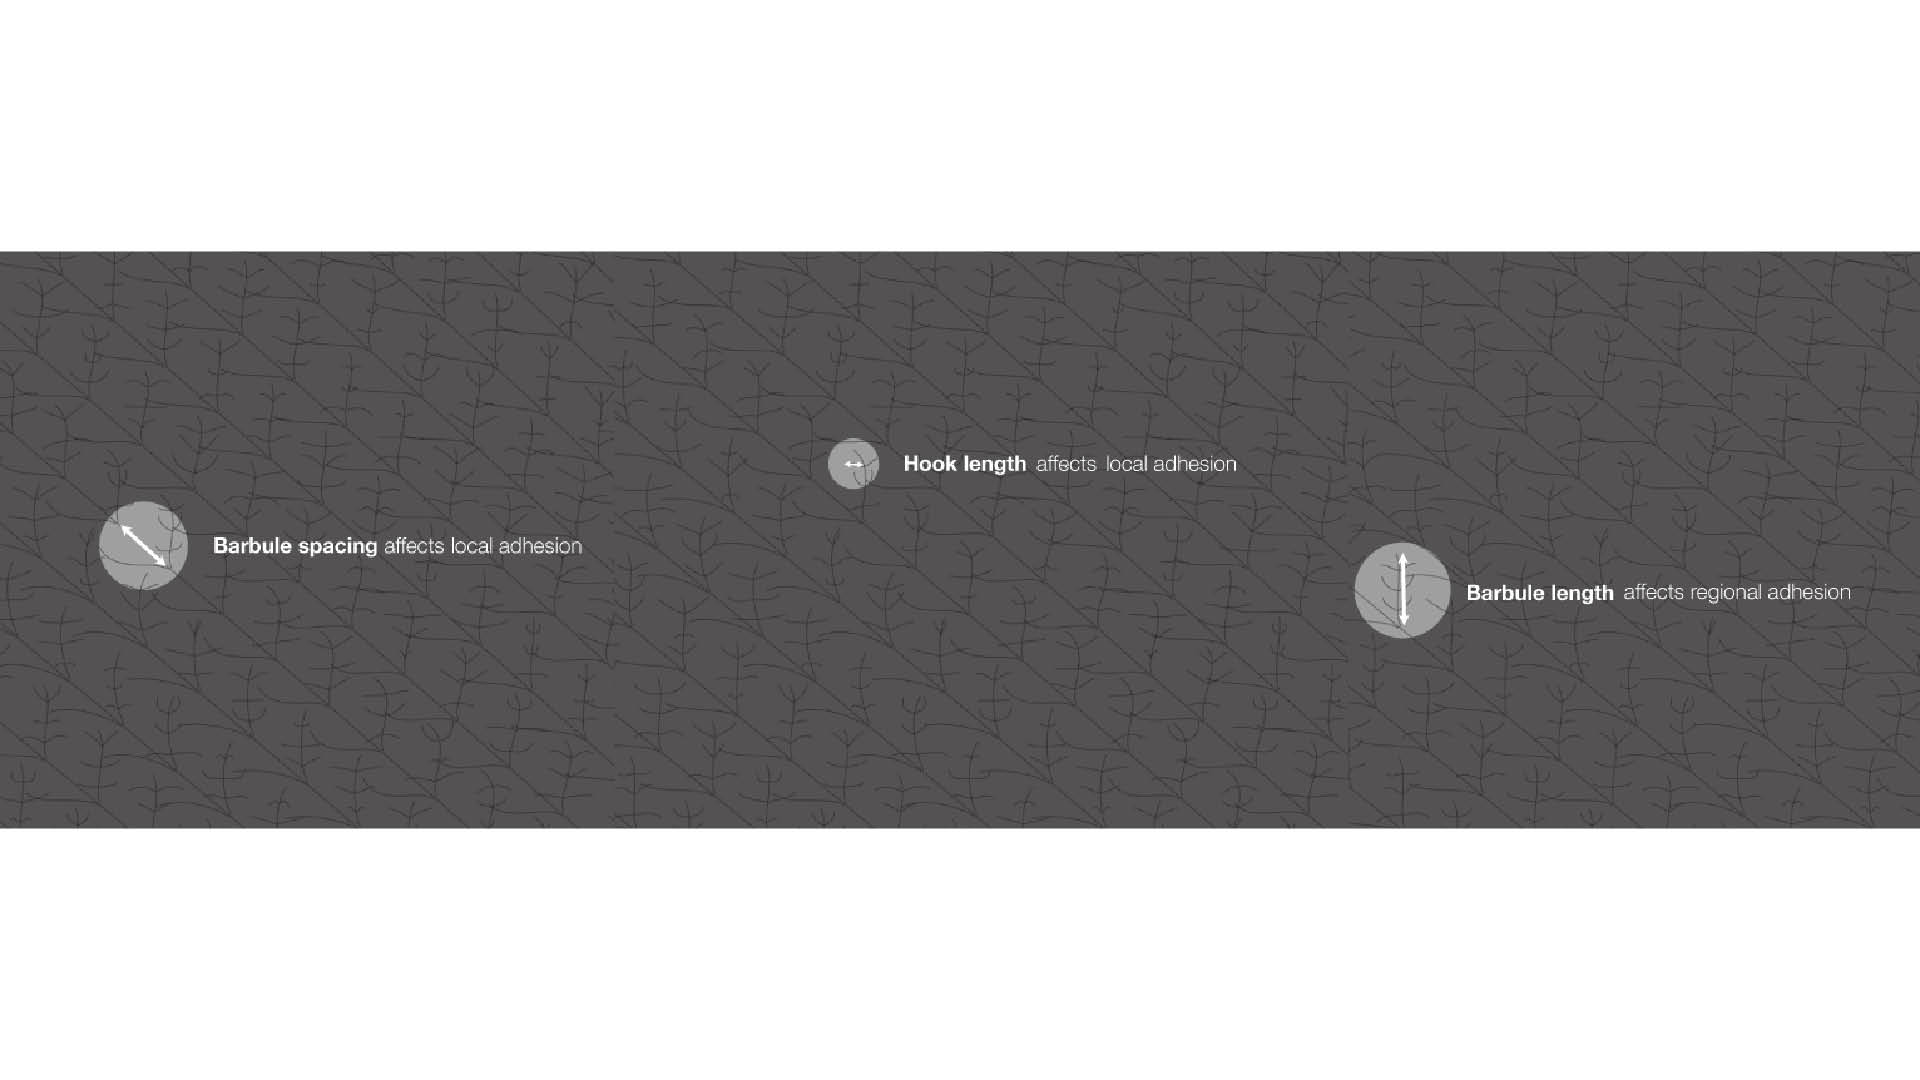 Barbule spacing affects local adhesion
Hook length affects local adhesion
Barbule length affects regional adhesion